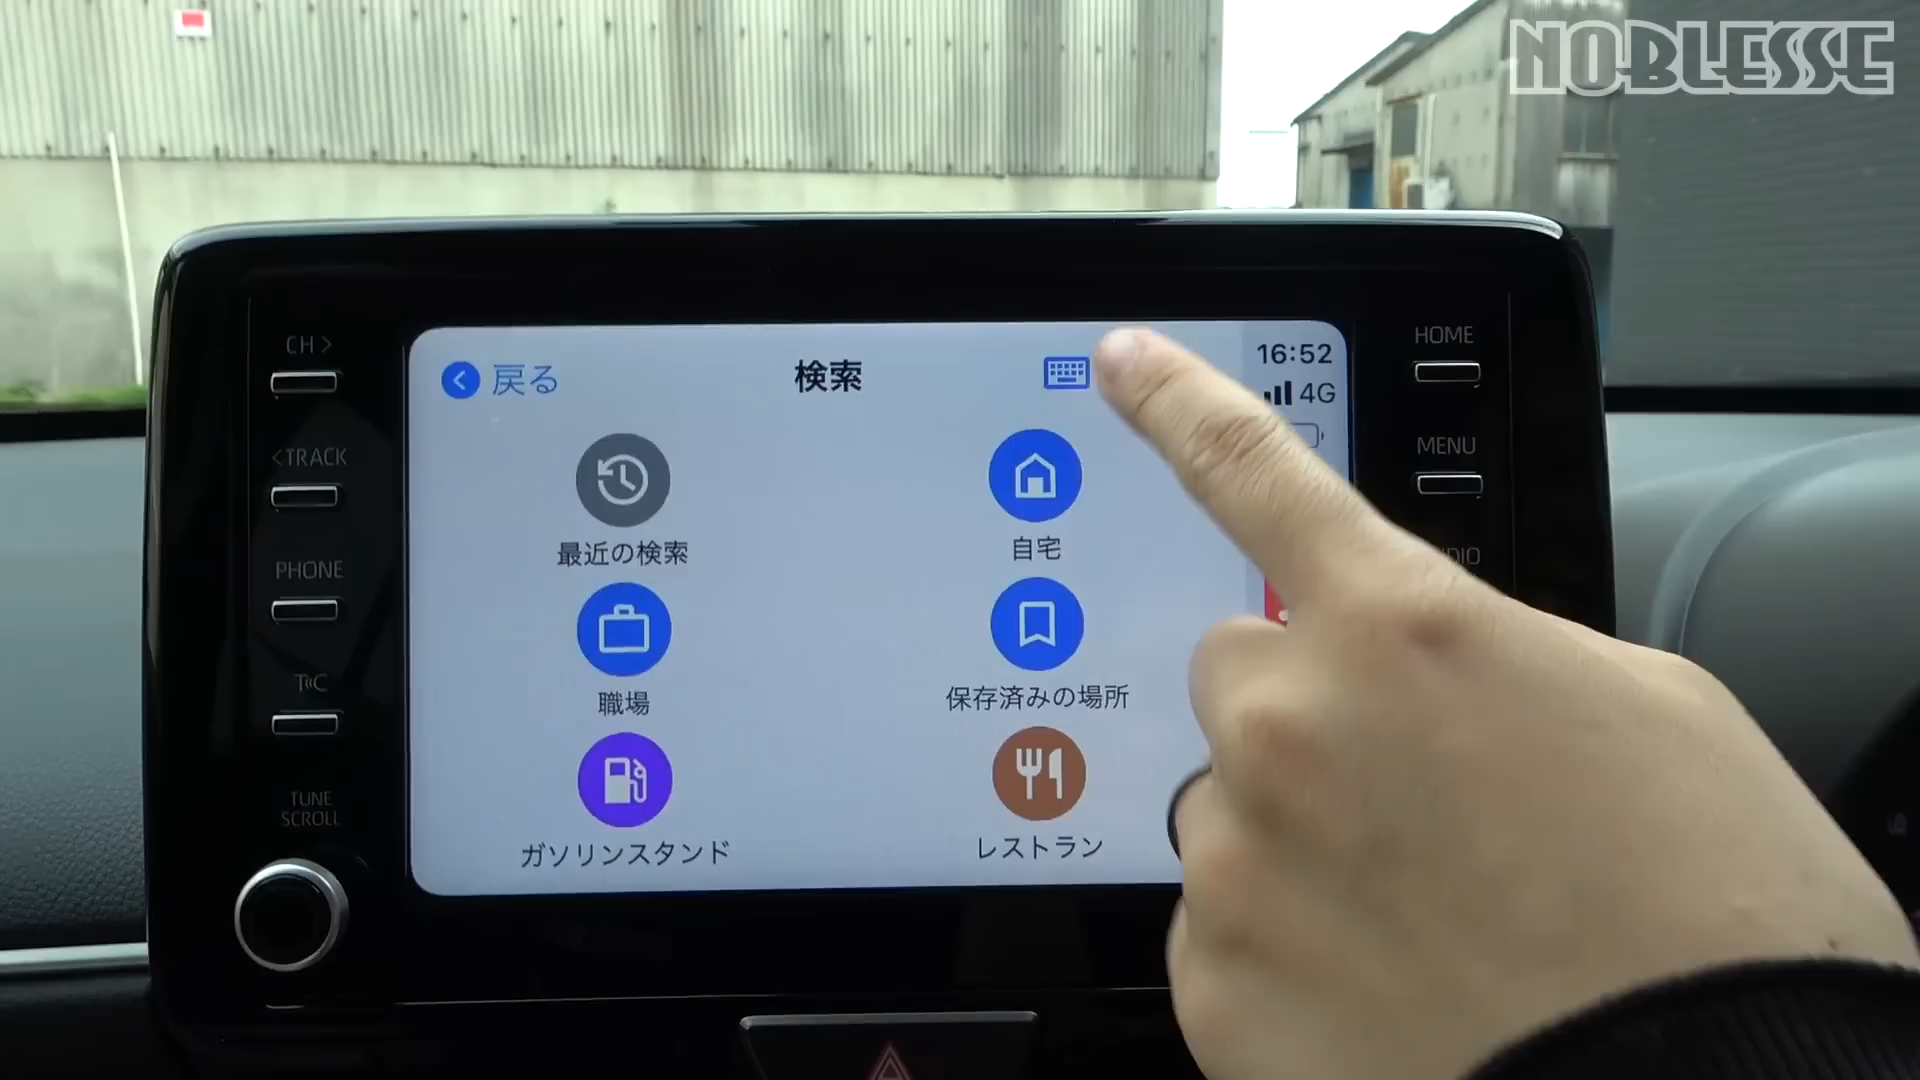 NOBLESSE
CH>
HOME
戻る
検索
16:52
4G
<TRACK
MENU
最近の検索
自宅
PHONE
職場
保存済みの場所
TUNE
SCROLL
ガソリンスタンド
レストラン